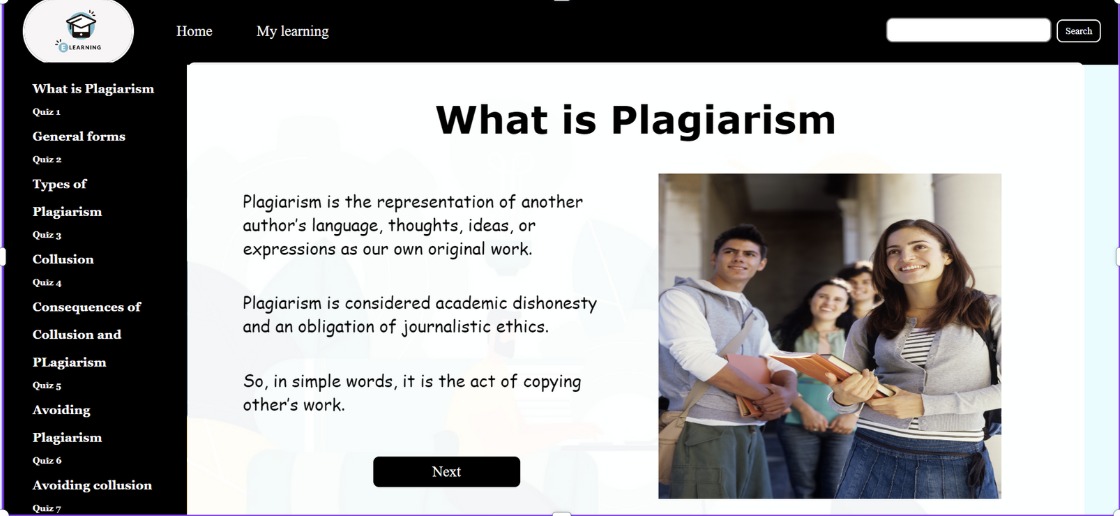 E LEARNING
Home
My learning
Search
What is Plagiarism
Quiz 1
General forms
Quiz 2
Types of
Plagiarism
Quiz 3
Collusion
Quiz 4
Consequences of
Collusion and
PLagiarism
Quiz 5
Avoiding
Plagiarism
Quiz 6
Avoiding collusion
Quiz 7
What is Plagiarism
Plagiarism is the representation of another
author's language, thoughts, ideas, or
expressions as our own original work.
Plagiarism is considered academic dishonesty
and an obligation of journalistic ethics.
So, in simple words, it is the act of copying
other's work.
Next